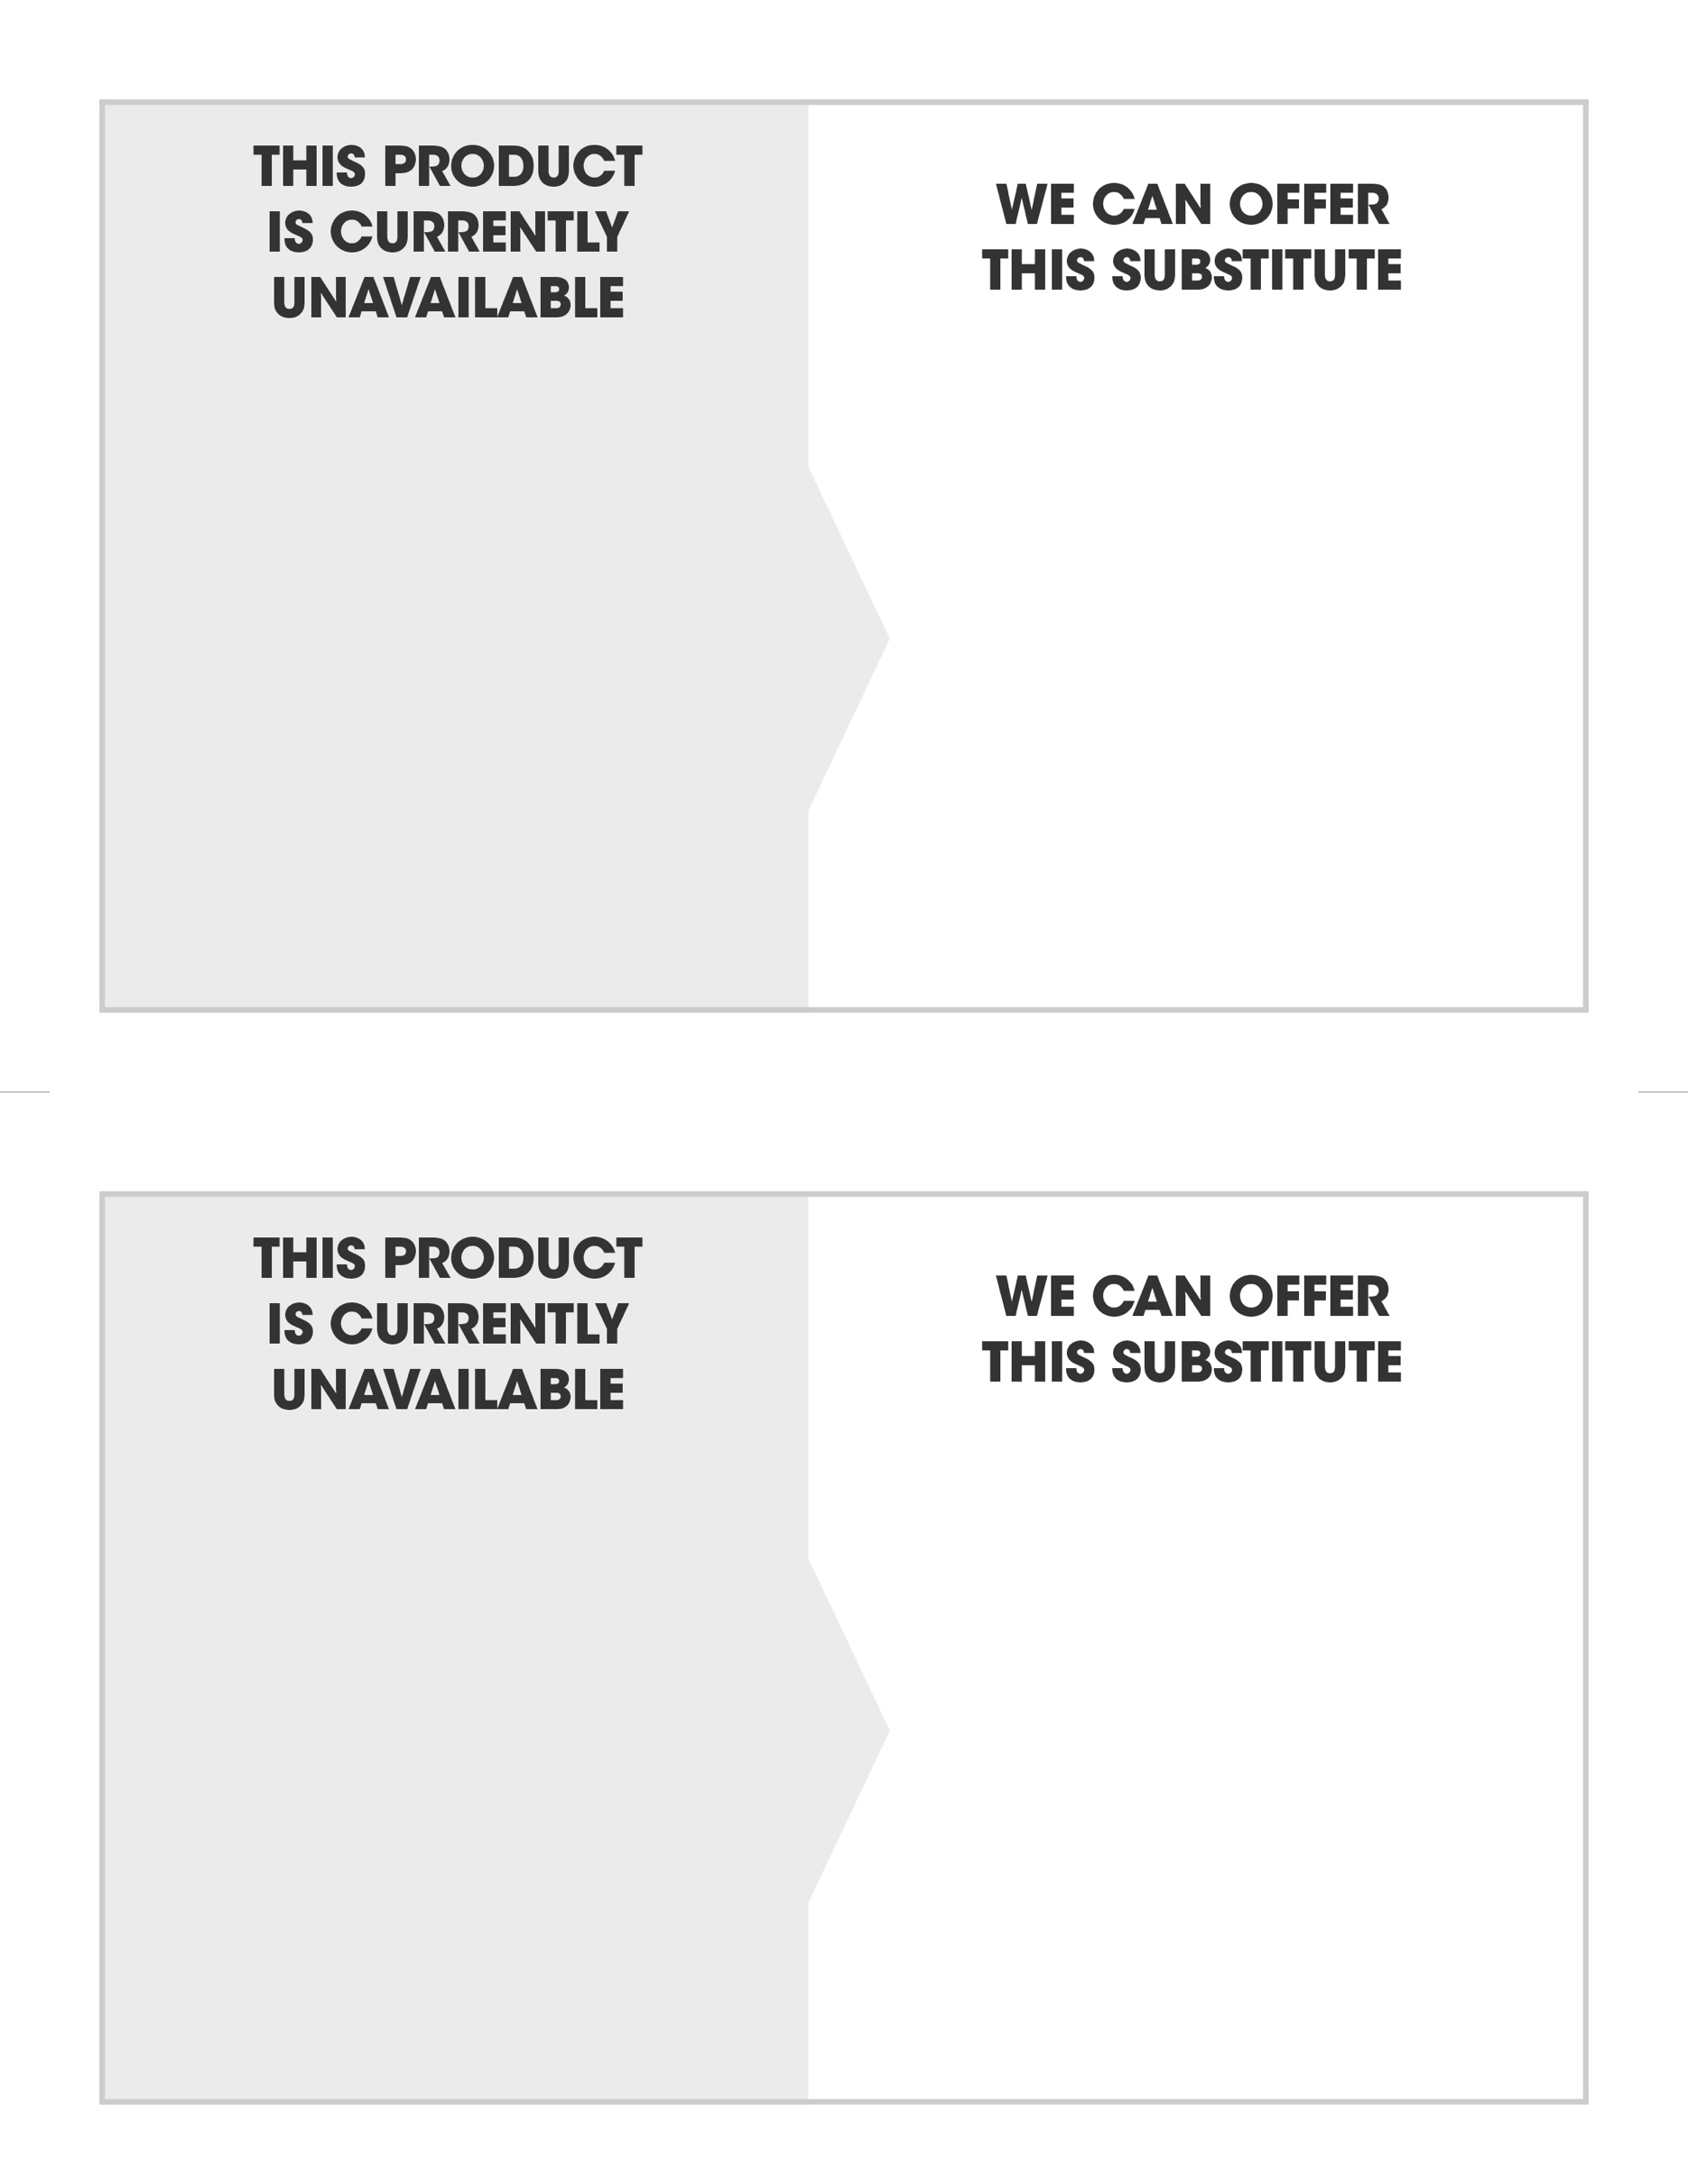 THIS PRODUCT
IS CURRENTLY
UNAVAILABLE
WE CAN OFFER
THIS SUBSTITUTE
THIS PRODUCT
IS CURRENTLY
UNAVAILABLE
WE CAN OFFER
THIS SUBSTITUTE